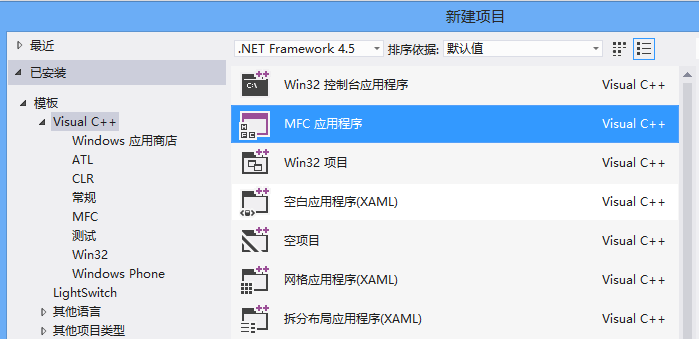 新建项目
最近
.NET Framework 4.5 排序依据: 默认值
已安装
模板
Visual C++
Windows 应用商店
ATL
CLR
常规
MFC
测试
Win32
Windows Phone
LightSwitch
其他语言
其他项目类型
Win32 控制台应用程序 Visual C++
MFC 应用程序 Visual C++
Win32 项目 Visual C++
空白应用程序(XAML) Visual C++
空项目 Visual C++
网格应用程序(XAML) Visual C++
拆分布局应用程序(XAML) Visual C++